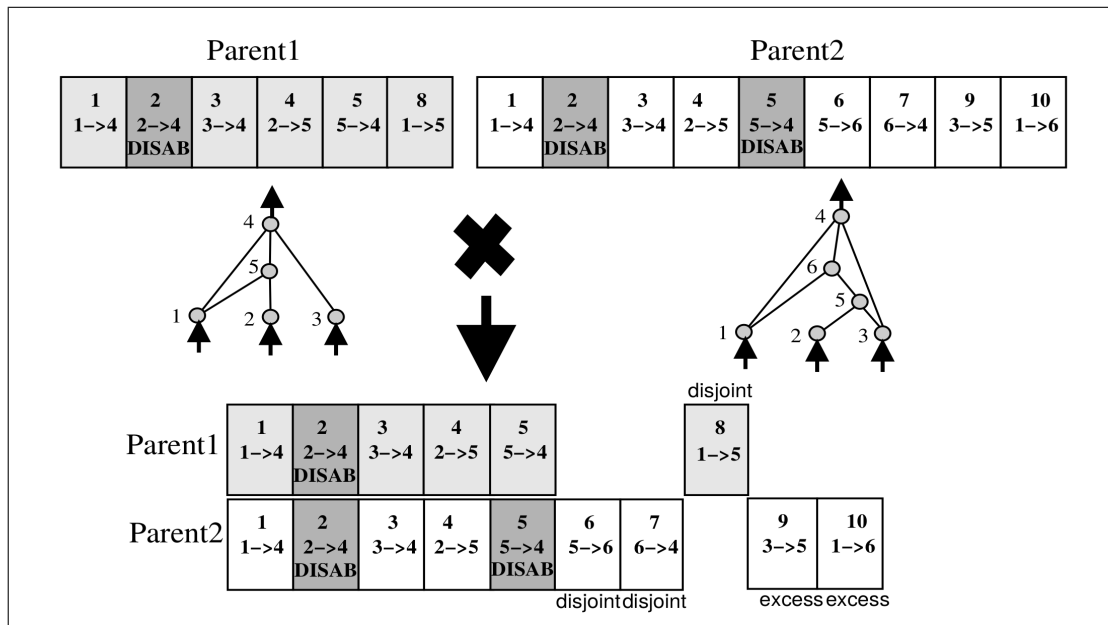 Parent1 Parent2
1 2 3 4 5 8 1 2 3 4 5 6 7 9 10
1->4 2->4 3->4 2->5 5->4 1->5 1->4 2->4 3->4 2->5 5->4 5->6 6->4 3->5 1->6
DISAB DISAB DISAB
4 4
5 6
5
1 2 3 1 2 3
disjoint
Parent1
1 2 3 4 5 8
1->4 2->4 3->4 2->5 5->4 1->5
DISAB
Parent2
1 2 3 4 5 6 7 9 10
1->4 2->4 3->4 2->5 5->4 5->6 6->4 3->5 1->6
DISAB DISAB
disjoint disjoint excess excess